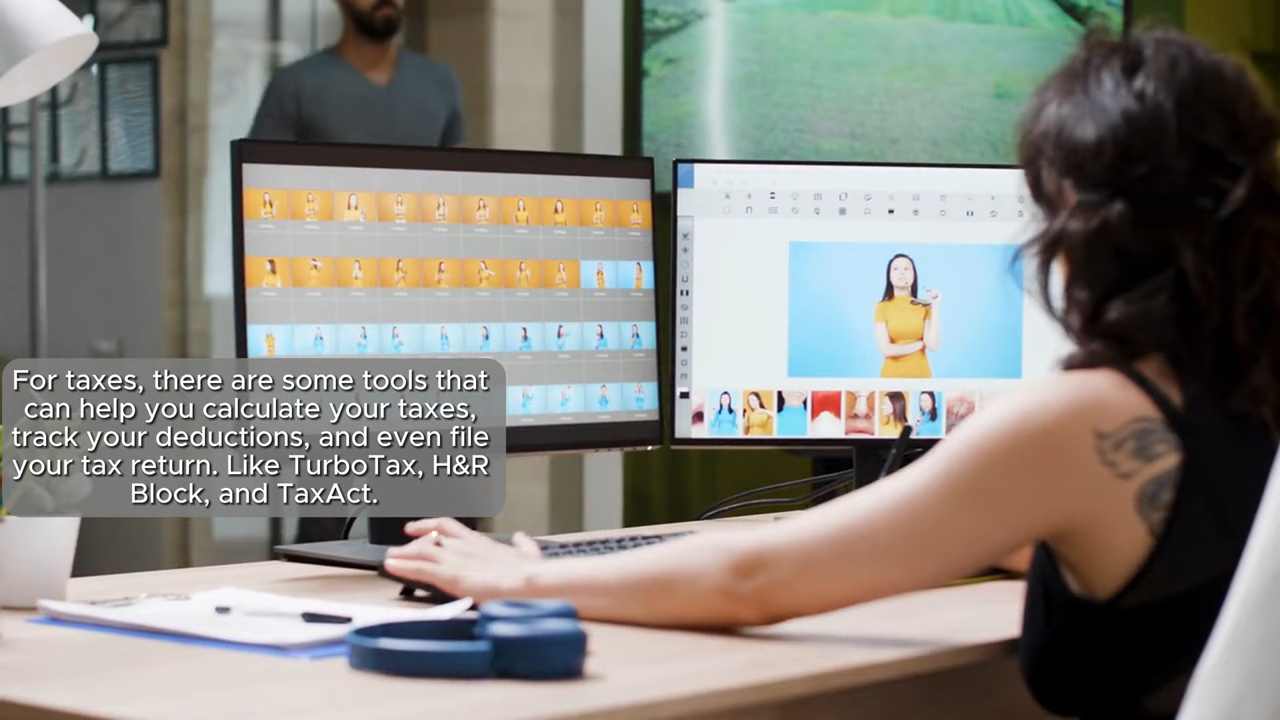 For taxes, there are some tools that
can help you calculate your taxes,
track your deductions, and even file
your tax return. Like TurboTax, H&R
Block, and TaxAct.